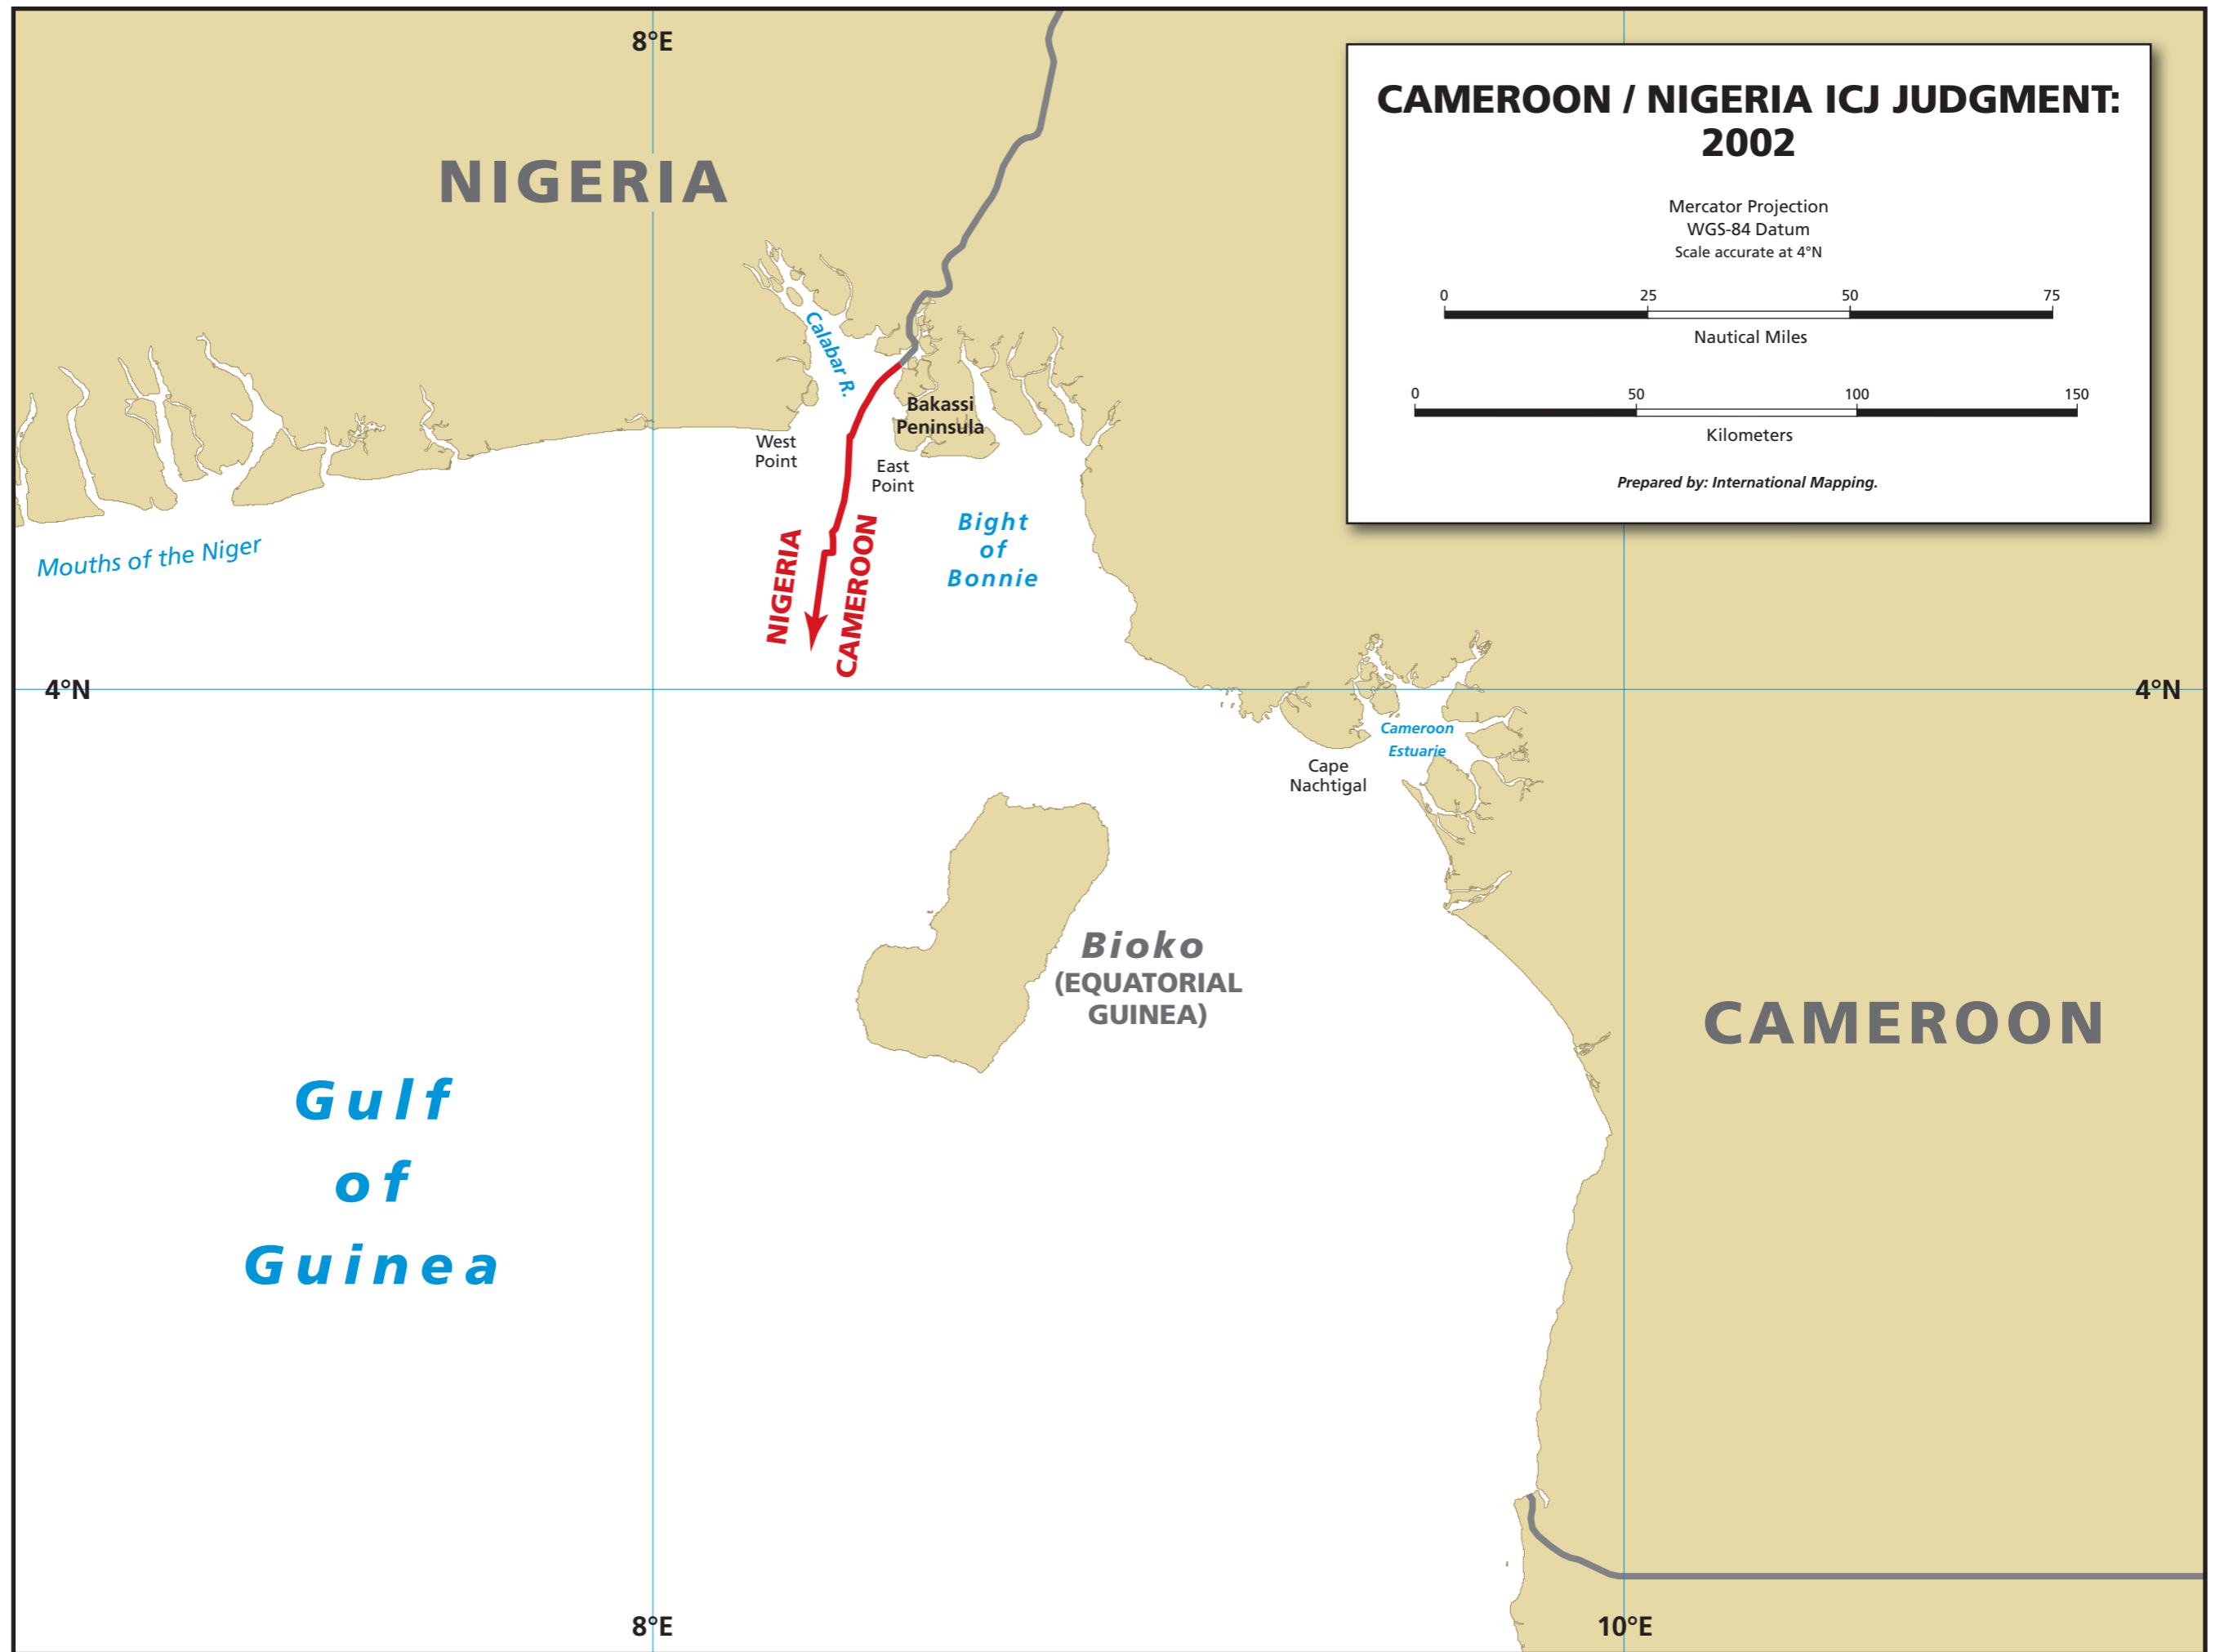 8°E
CAMEROON / NIGERIA ICJ JUDGMENT:
2002
Mercator Projection
WGS-84 Datum
Scale accurate at 4°N
0 25 50 75
Nautical Miles
0 50 100 150
Kilometers
Prepared by: International Mapping.
NIGERIA
Calabar R.
Bakassi
Peninsula
West
Point
East
Point
Bight
of
Bonnie
Mouths of the Niger
NIGERIA
CAMEROON
4°N
4°N
Cameroon
Estuarie
Cape
Nachtigal
Bioko
(EQUATORIAL
GUINEA)
CAMEROON
Gulf
of
Guinea
8°E
10°E